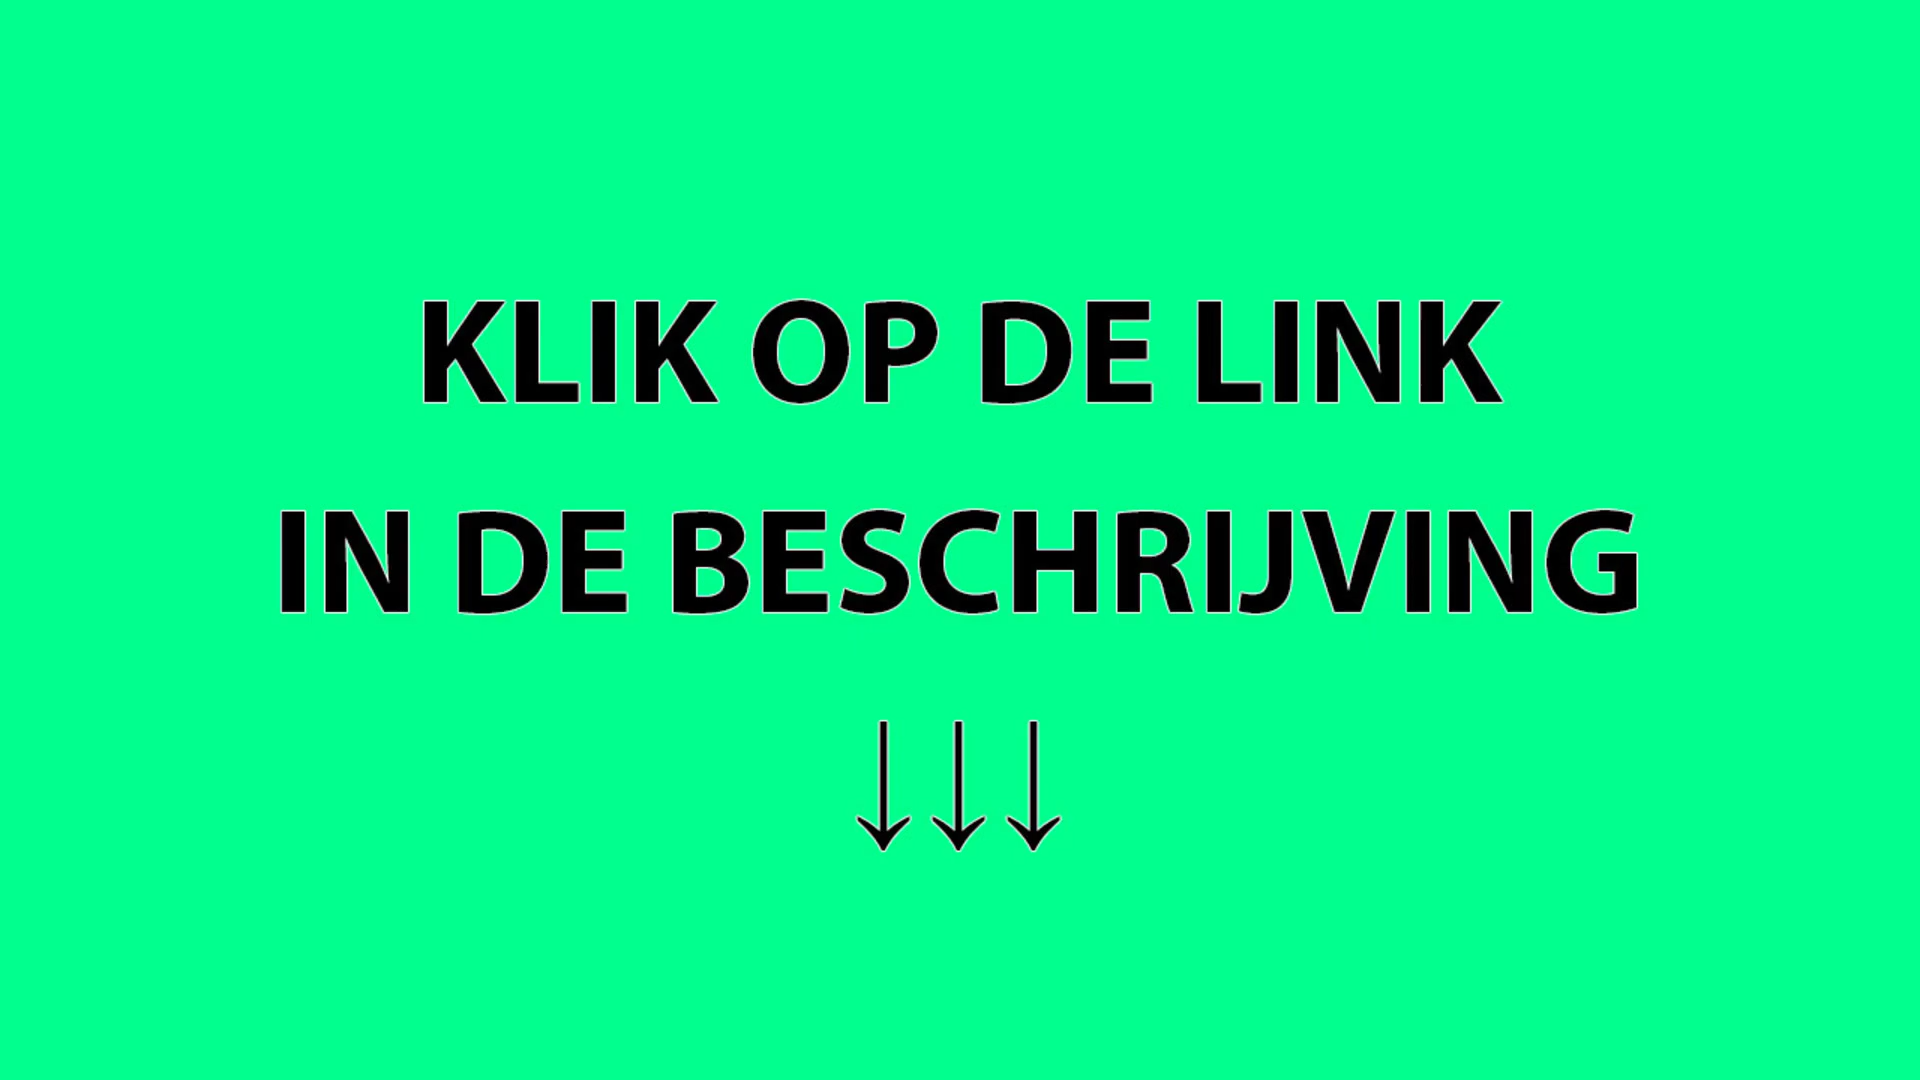 KLIK OP DE LINK
IN DE BESCHRIJVING
↓↓↓